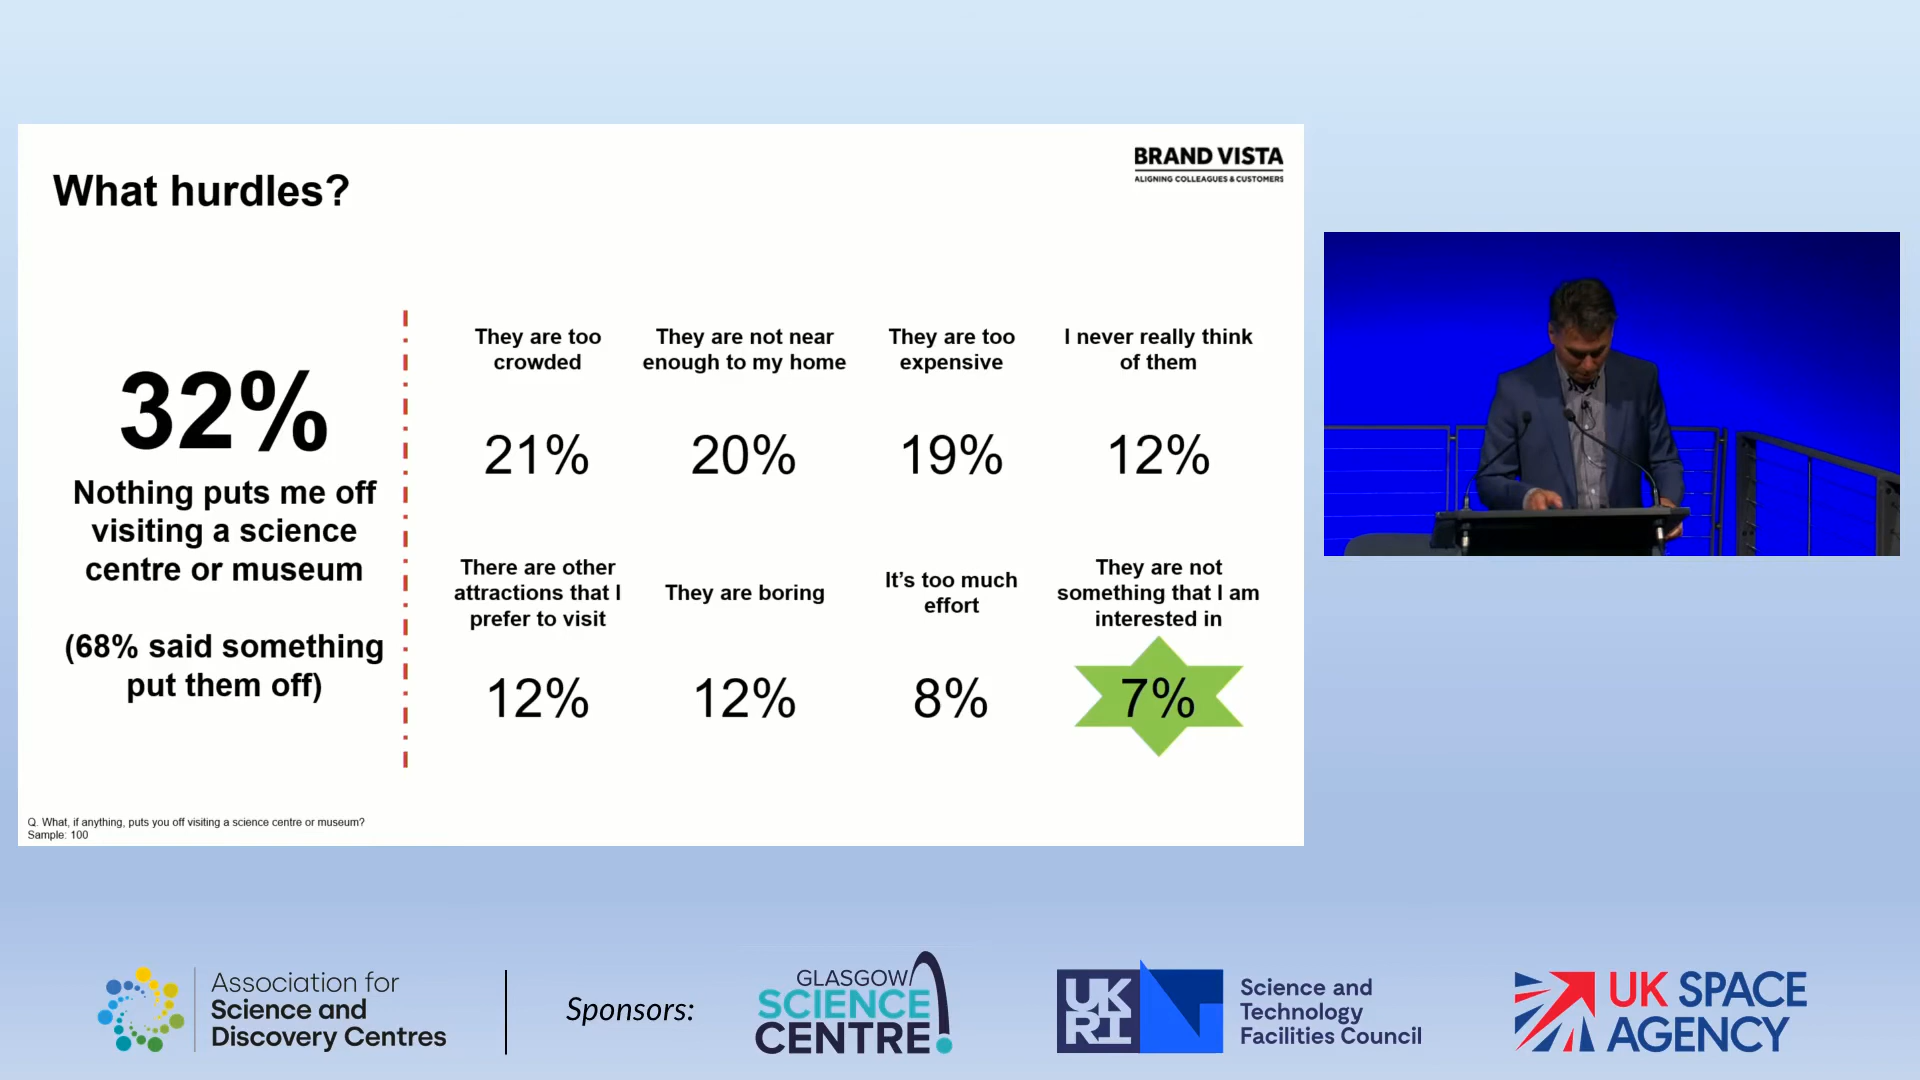 BRAND VISTA
ALIGNING COLLEAGUES & CUSTOMERS
What hurdles?
32%
Nothing puts me off
visiting a science
centre or museum
(68% said something
put them off)
They are too
crowded
21%
They are not near
enough to my home
20%
They are too
expensive
19%
I never really think
of them
12%
There are other
attractions that I
prefer to visit
12%
They are boring
12%
It's too much
effort
8%
They are not
something that I am
interested in
7%
Q. What, if anything, puts you off visiting a science centre or museum?
Sample: 100
Association for
Science and
Discovery Centres
Sponsors:
GLASGOW
SCIENCE
CENTRE
UK
RI
Science and
Technology
Facilities Council
UK SPACE
AGENCY